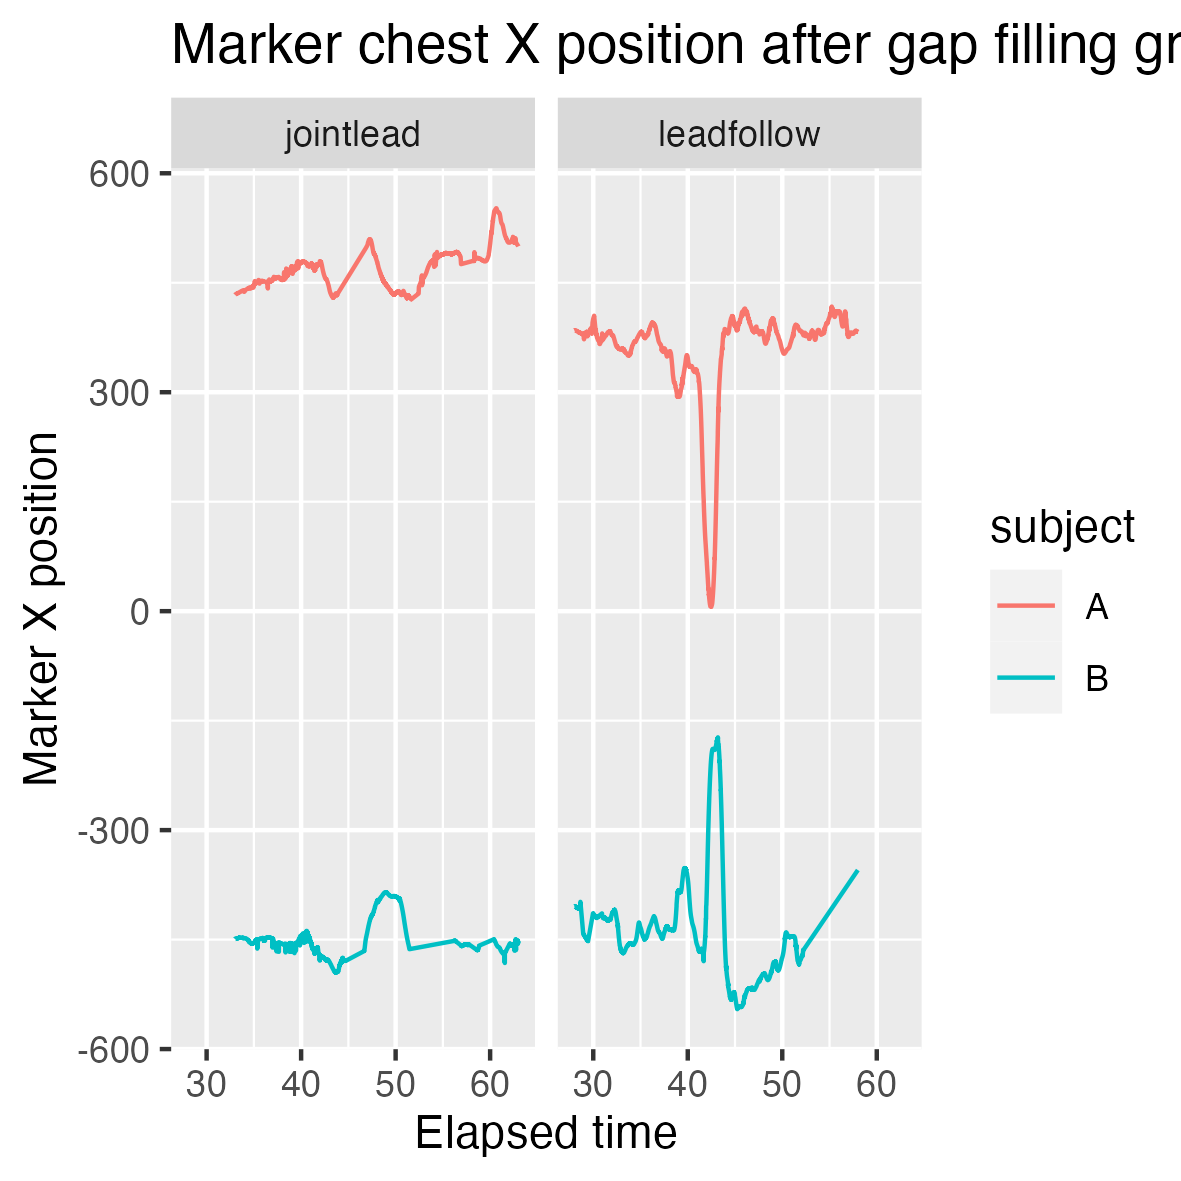 Marker chest X position after gap filling gr
jointlead leadfollow
600
300
0
-300
-600
Marker X position
30 40 50 60 30 40 50 60
Elapsed time
subject
A
B